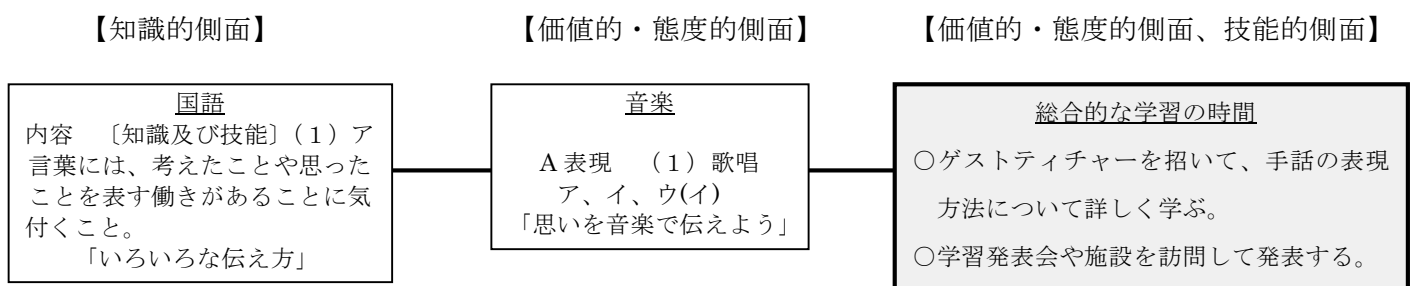 【知識的側面】
【価値的・態度的側面】
【価値的・態度的側面、技能的側面】
国語
内容 〔知識及び技能〕(1)ア
言葉には、考えたことや思った
ことを表す働きがあることに気
付くこと。
「いろいろな伝え方」
音楽
A 表現 (1)歌唱
ア、イ、ウ(イ)
「思いを音楽で伝えよう」
総合的な学習の時間
○ゲストティチャーを招いて、手話の表現
方法について詳しく学ぶ。
○学習発表会や施設を訪問して発表する。